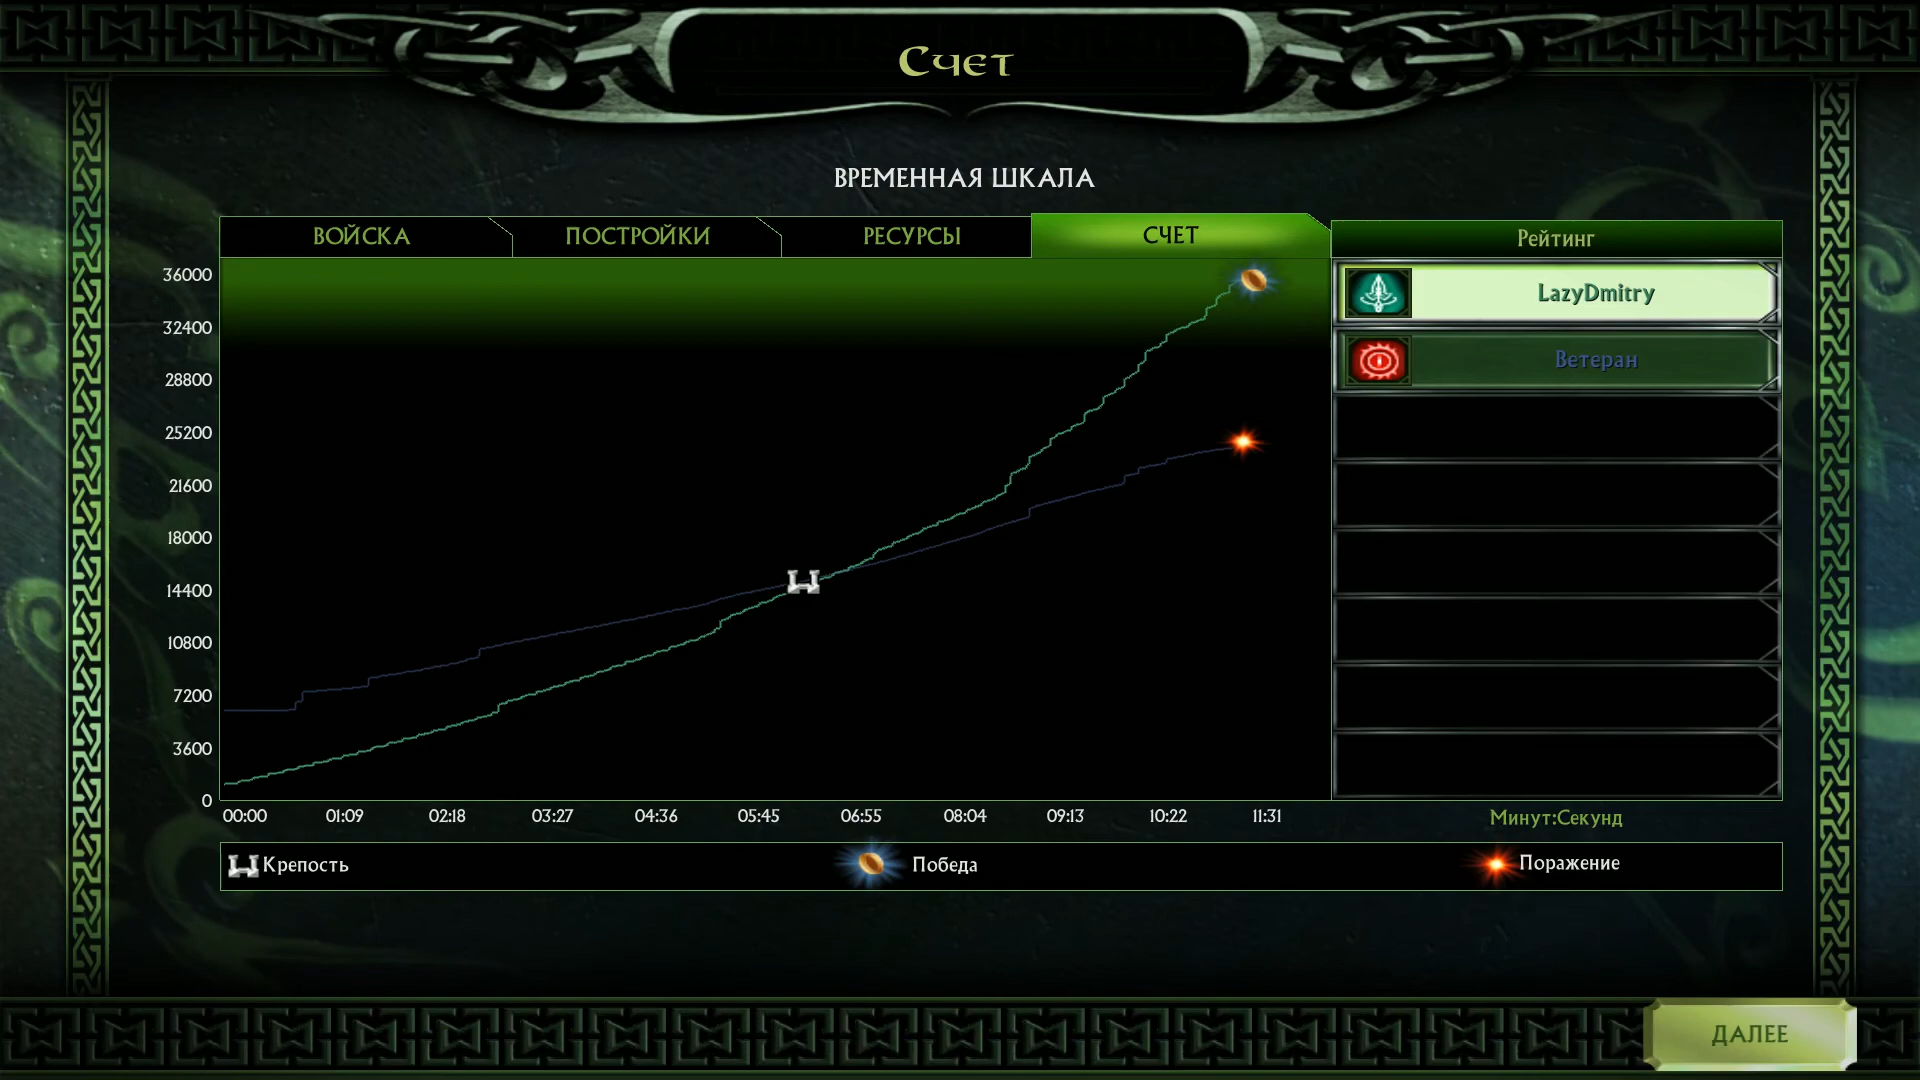 Счет
ВРЕМЕННАЯ ШКАЛА
ВОЙСКА ПОСТРОЙКИ РЕСУРСЫ СЧЕТ Рейтинг
LazyDmitry
Ветеран
36000
32400
28800
25200
21600
18000
14400
10800
7200
3600
0
00:00 01:09 02:18 03:27 04:36 05:45 06:55 08:04 09:13 10:22 11:31 Минут:Секунд
Крепость Победа Поражение
ДАЛЕЕ